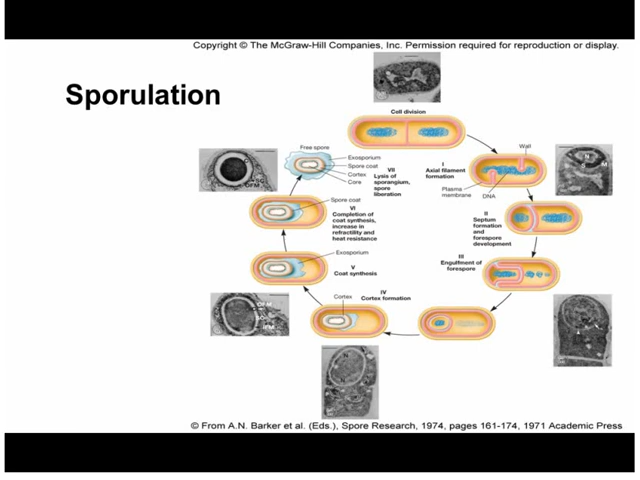 Copyright © The McGraw-Hill Companies, Inc. Permission required for reproduction or display.
Sporulation
Cell division
Free spore
Exosporium
Spore coat
Cortex
Core
VII
Lysis of
sporangium,
spore
liberation
I
Axial filament
formation
Wall
Plasma
membrane
DNA
M
Spore coat
VI
Completion of
coat synthesis,
increase in
refractility and
heat resistance
II
Septum
formation
and
forespore
development
Exosporium
V
Coat synthesis
III
Engulfment of
forespore
Cortex
IV
Cortex formation
OFM
IFM
© From A.N. Barker et al. (Eds.), Spore Research, 1974, pages 161-174, 1971 Academic Press